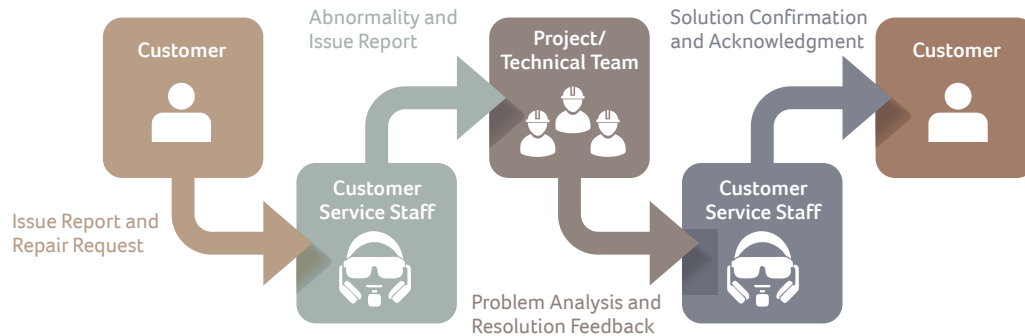 Customer
Issue Report and
Repair Request
Customer
Service Staff
Abnormality and
Issue Report
Project/
Technical Team
Problem Analysis and
Resolution Feedback
Customer
Service Staff
Solution Confirmation
and Acknowledgment
Customer